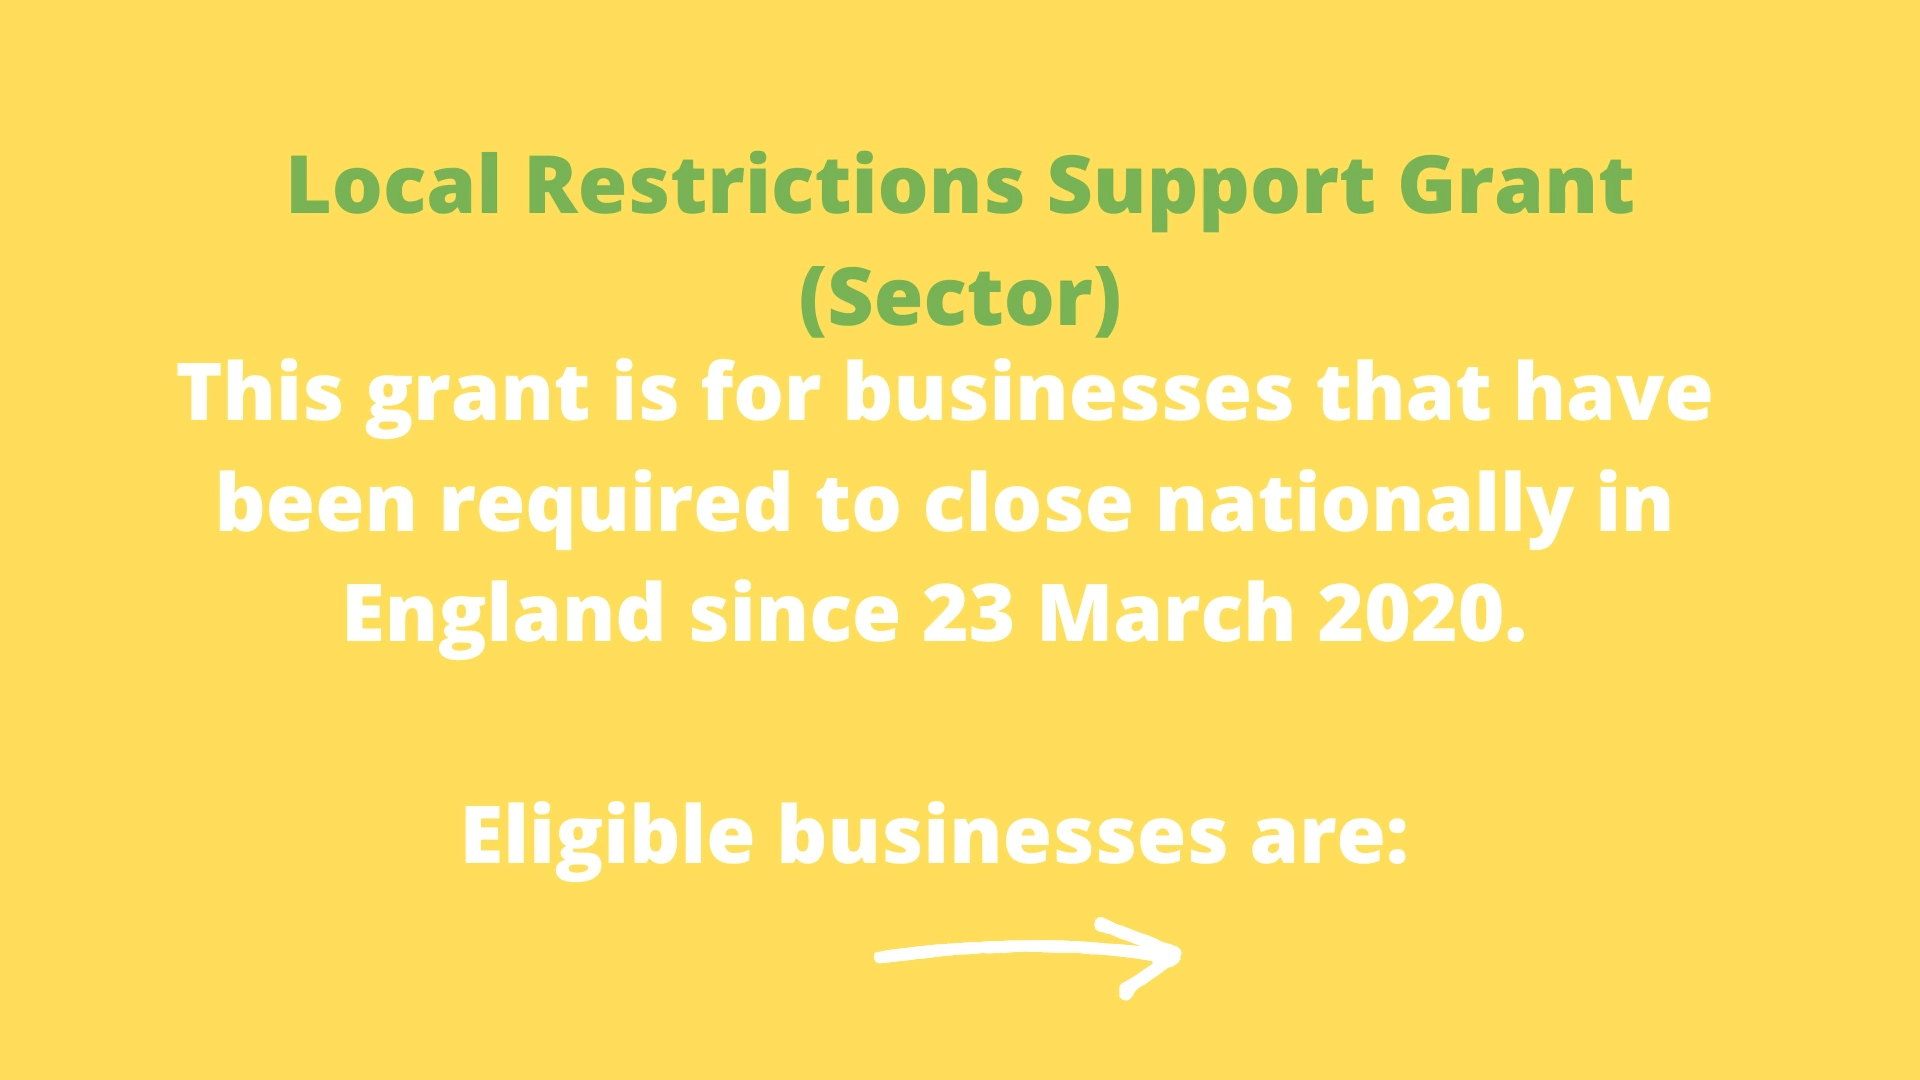 Local Restrictions Support Grant
(Sector)
This grant is for businesses that have
been required to close nationally in
England since 23 March 2020.
Eligible businesses are: